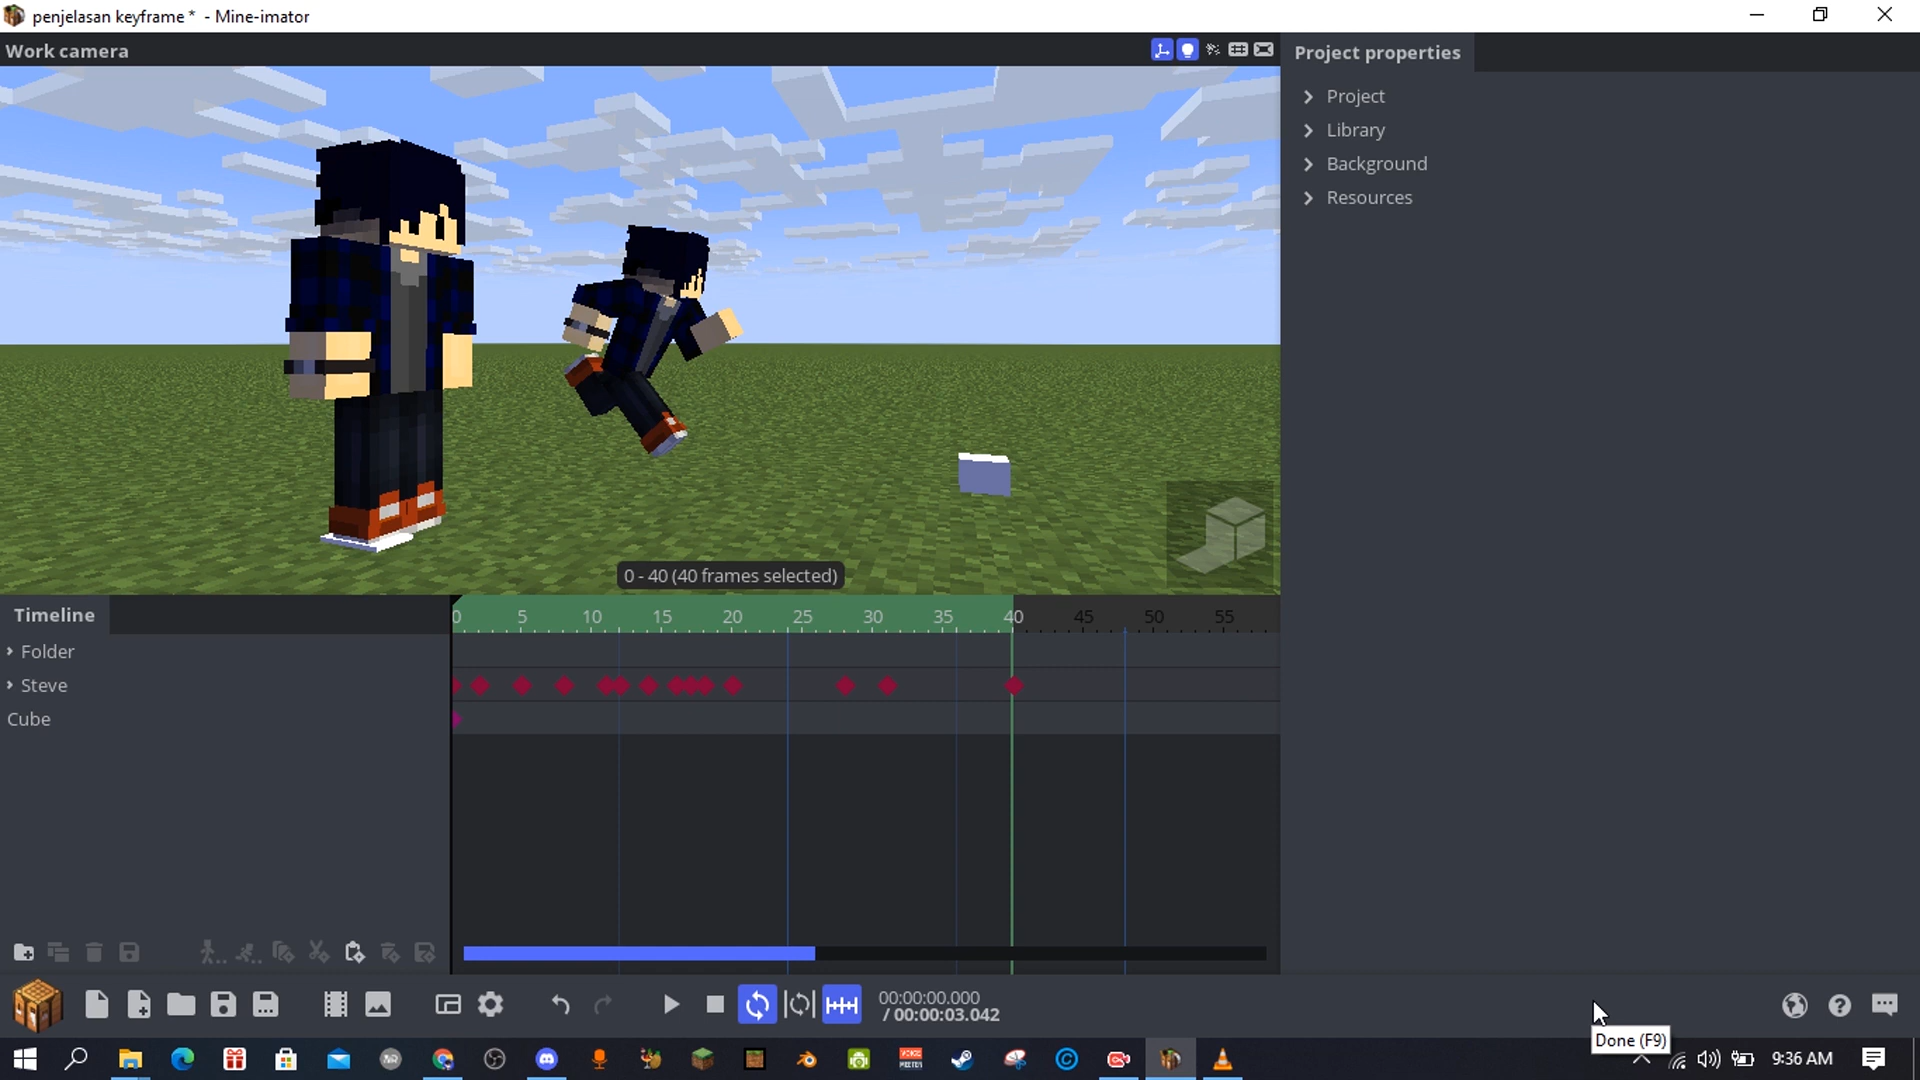 penjelasan keyframe * - Mine-imator
Work camera
Project properties
Project
Library
Background
Resources
0 - 40 (40 frames selected)
Timeline
0 5 10 15 20 25 30 35 40 45 50 55
Folder
Steve
Cube
00:00:00.000
/ 00:00:03.042
Done (F9)
9:36 AM